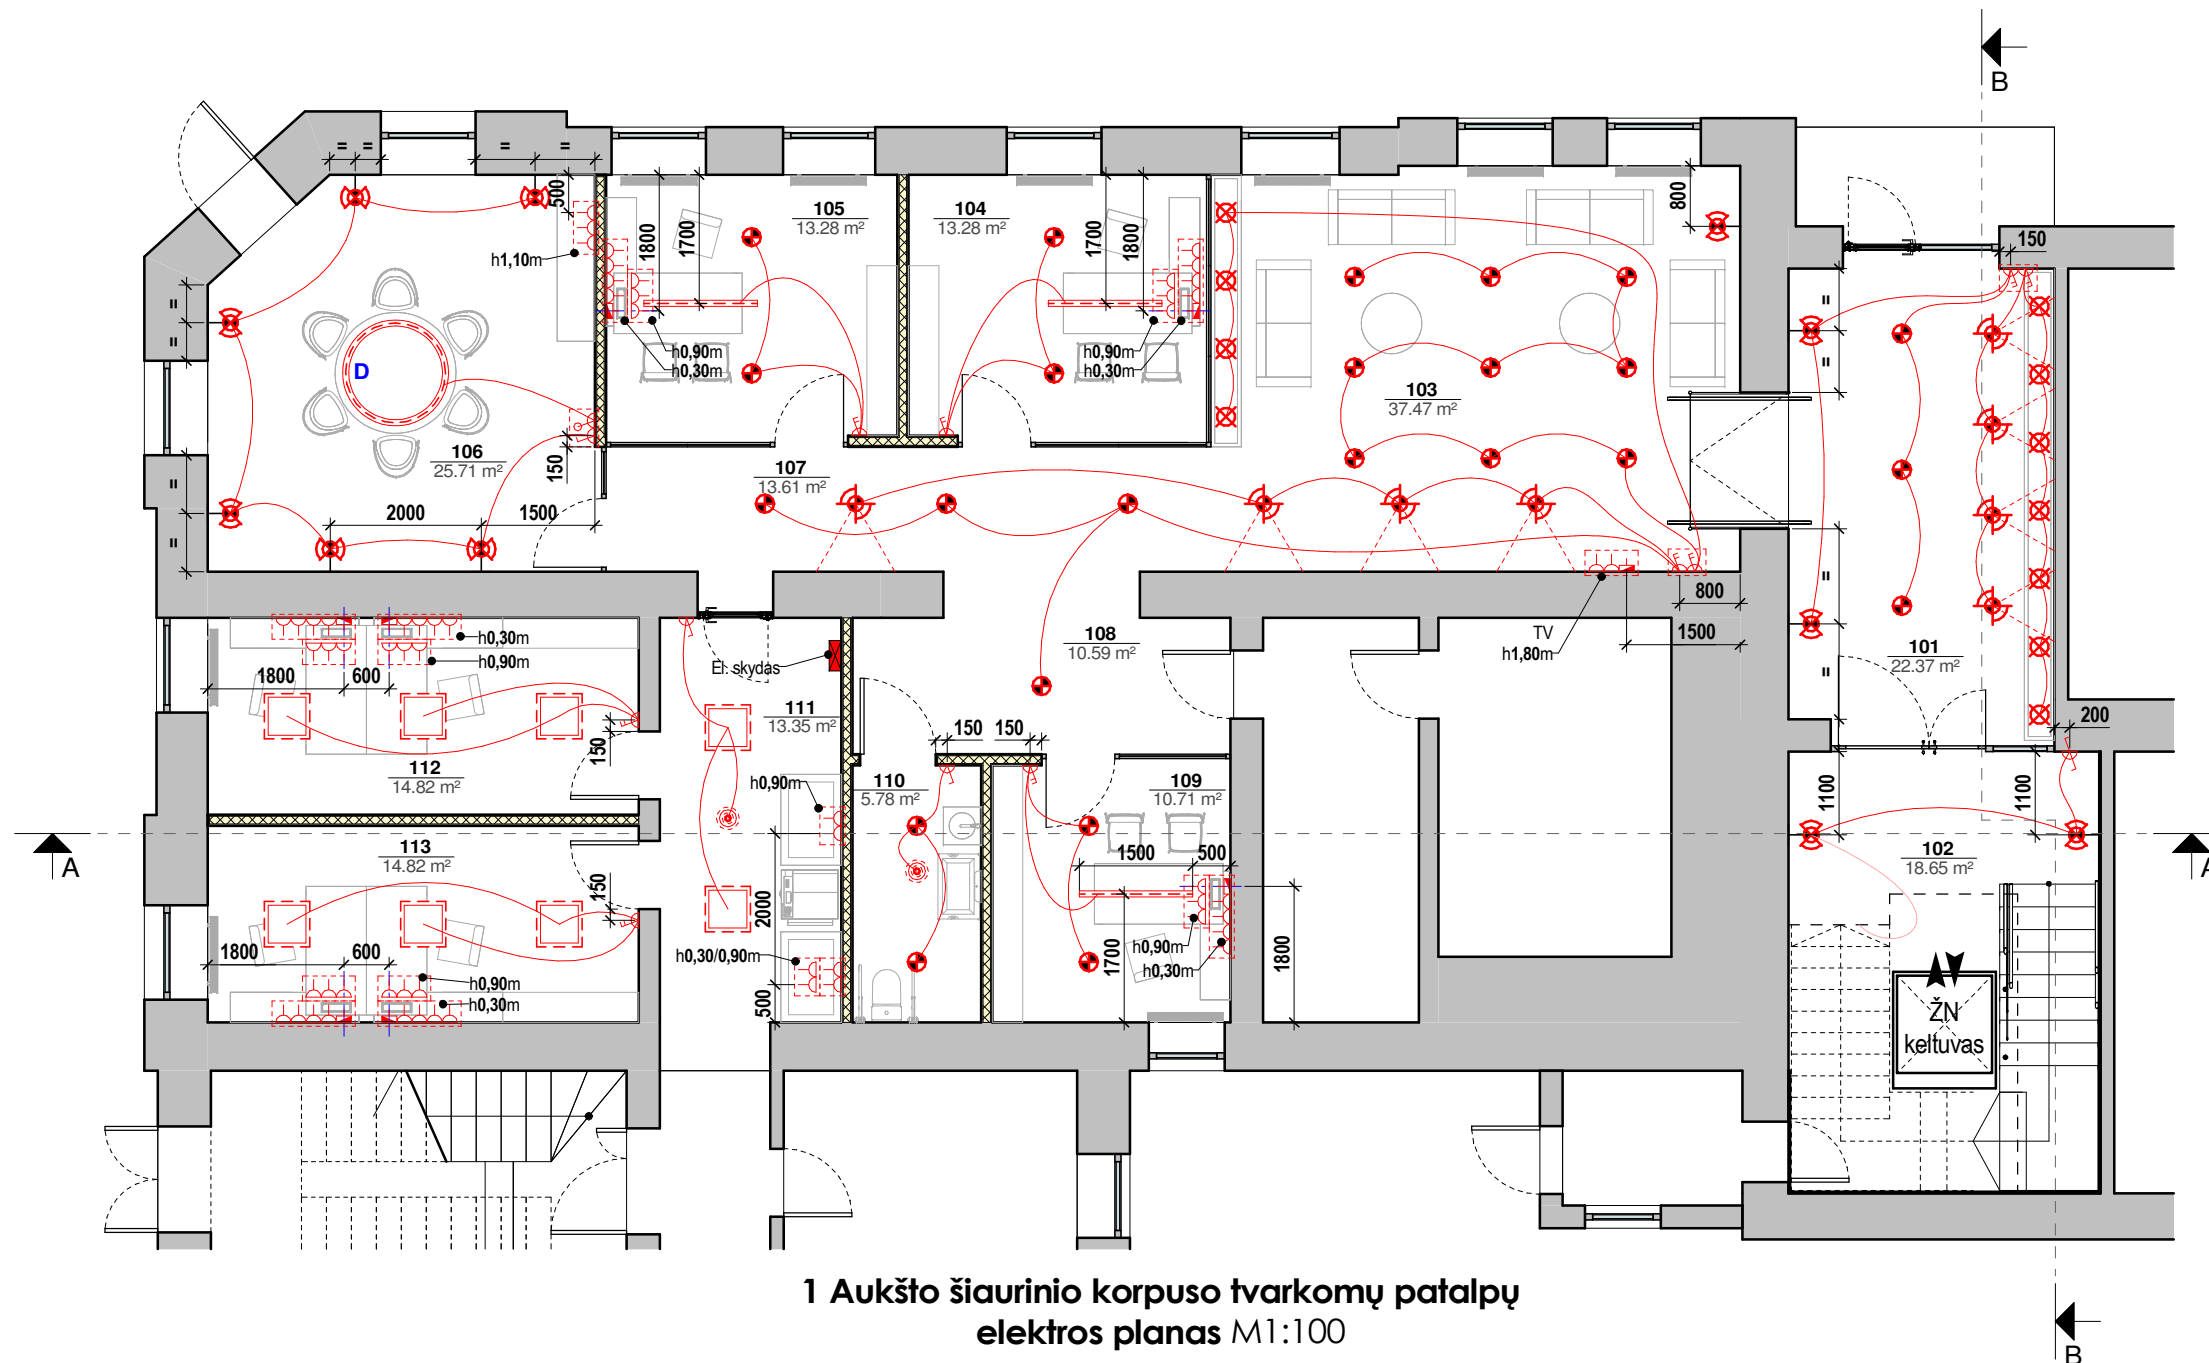 B
=
=
=
=
500
h1,10m
1800
1700
105
13.28 m²
104
13.28 m²
1700
1800
800
150
=
=
h0,90m
h0,30m
h0,90m
h0,30m
=
=
D
103
37.47 m²
106
25.71 m²
150
107
13.61 m²
2000
1500
=
=
=
=
800
1500
TV
h1,80m
h0,30m
h0,90m
1800
600
El. skydas
108
10.59 m²
101
22.37 m²
111
13.35 m²
150
150
150
200
112
14.82 m²
h0,90m
110
5.78 m²
109
10.71 m²
1100
1100
A
A
113
14.82 m²
150
1500
500
102
18.65 m²
2000
1800
600
h0,30/0,90m
h0,90m
h0,30m
1700
1800
h0,90m
h0,30m
500
ŽN
keltuvas
1 Aukšto šiaurinio korpuso tvarkomų patalpų
elektros planas M1:100
B